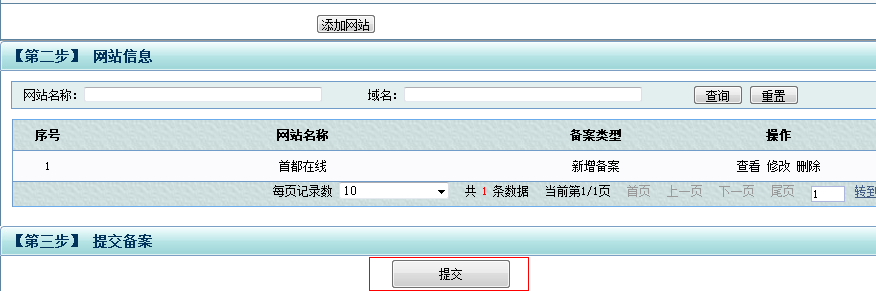 添加网站
【第二步】 网站信息
网站名称： 域名： 查询 重置
序号 网站名称 备案类型 操作
1 首都在线 新增备案 查看 修改 删除
每页记录数 10 共 1 条数据 当前第1/1页 首页 上一页 下一页 尾页 1 转到
【第三步】 提交备案
提交